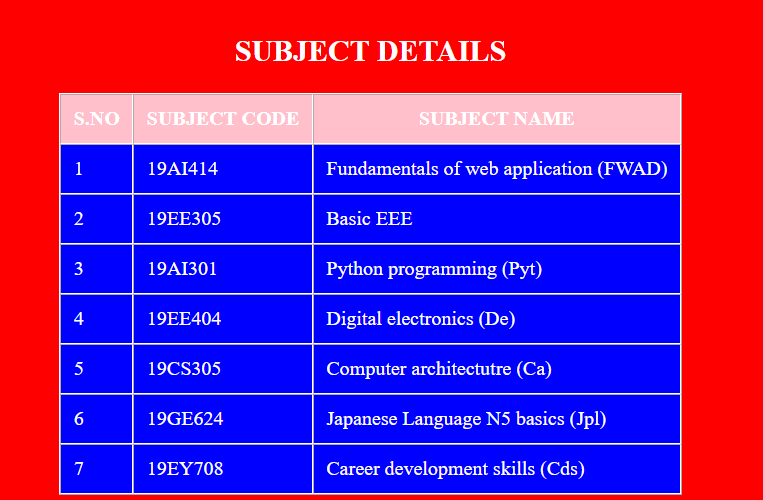 SUBJECT DETAILS
S.NO SUBJECT CODE SUBJECT NAME
1 19AI414 Fundamentals of web application (FWAD)
2 19EE305 Basic EEE
3 19AI301 Python programming (Pyt)
4 19EE404 Digital electronics (De)
5 19CS305 Computer architectutre (Ca)
6 19GE624 Japanese Language N5 basics (Jpl)
7 19EY708 Career development skills (Cds)